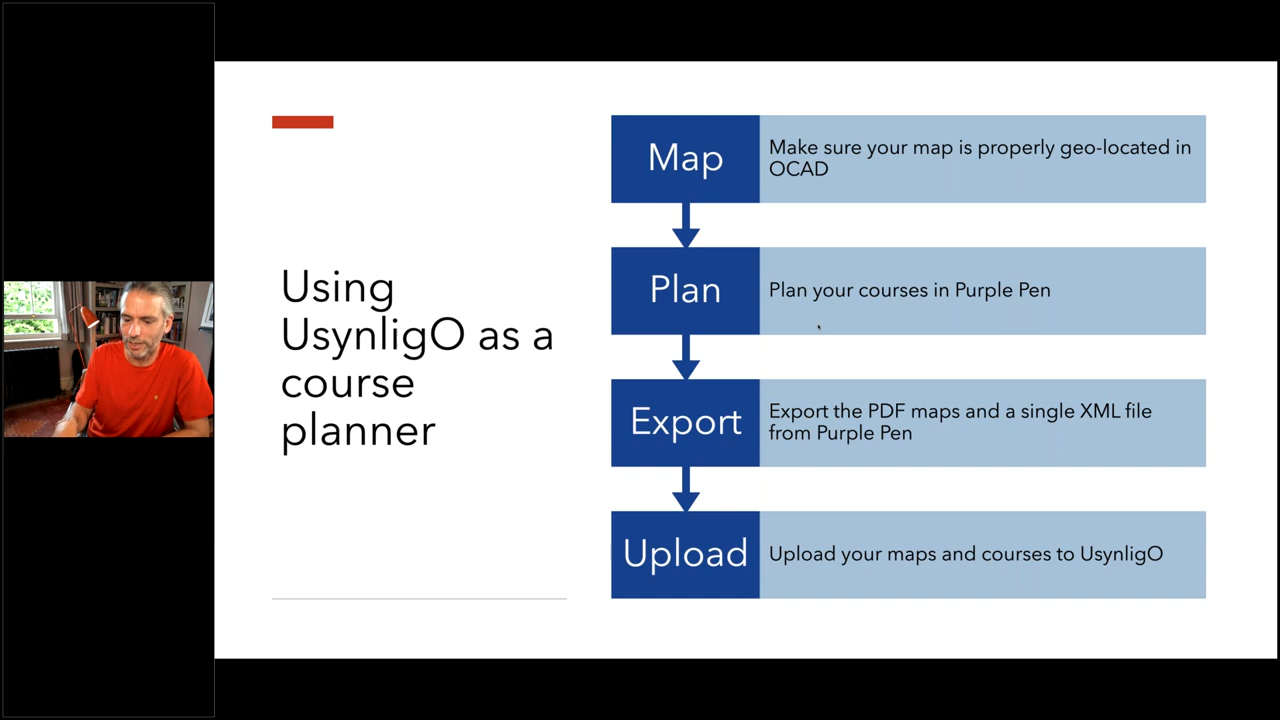 Using
UsynligO as a
course
planner
Map
Make sure your map is properly geo-located in
OCAD
Plan
Plan your courses in Purple Pen
Export
Export the PDF maps and a single XML file
from Purple Pen
Upload
Upload your maps and courses to UsynligO